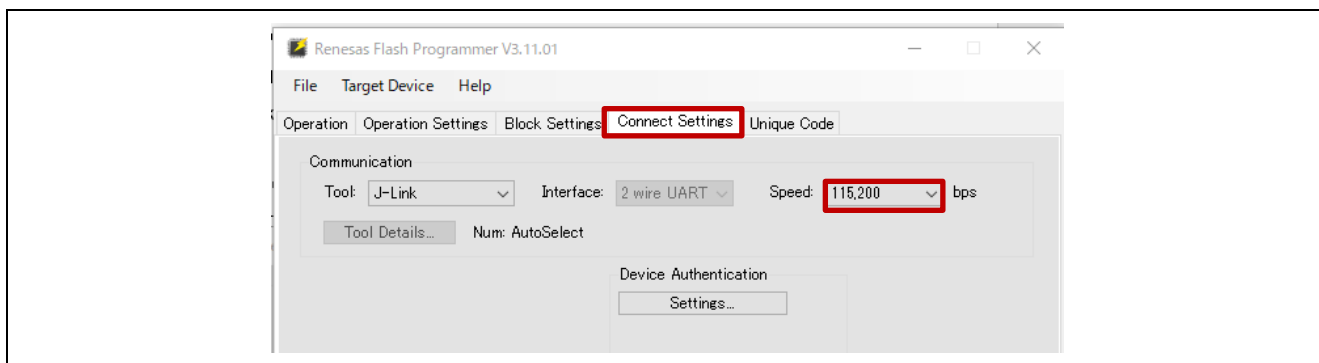 Renesas Flash Programmer V3.11.01
File Target Device Help
Operation Operation Settings Block Settings Connect Settings Unique Code
Communication
Tool: J-Link Interface: 2 wire UART Speed: 115,200 bps
Tool Details... Num: AutoSelect
Device Authentication
Settings...